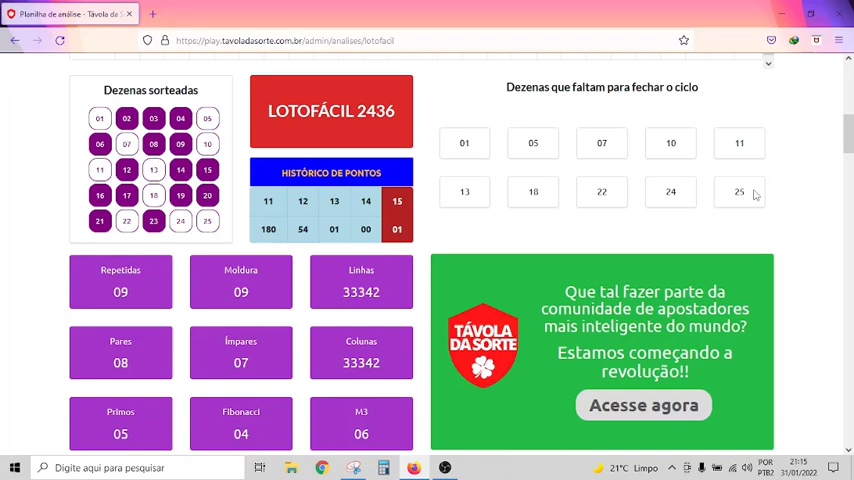 Planilha de análise - Távola da S
https://play.tavoladasorte.com.br/admin/analises/lotofacil
Dezenas sorteadas
01 02 03 04 05
06 07 08 09 10
11 12 13 14 15
16 17 18 19 20
21 22 23 24 25
LOTOFÁCIL 2436
HISTÓRICO DE PONTOS
11 12 13 14 15
180 54 01 00 01
Dezenas que faltam para fechar o ciclo
01 05 07 10 11
13 18 22 24 25
Repetidas
09
Moldura
09
Linhas
33342
Pares
08
Ímpares
07
Colunas
33342
Primos
05
Fibonacci
04
M3
06
TÁVOLA
DA SORTE
Que tal fazer parte da
comunidade de apostadores
mais inteligente do mundo?
Estamos começando a
revolução!!
Acesse agora
Digite aqui para pesquisar
21°C Limpo
POR
PTB2
21:15
31/01/2022